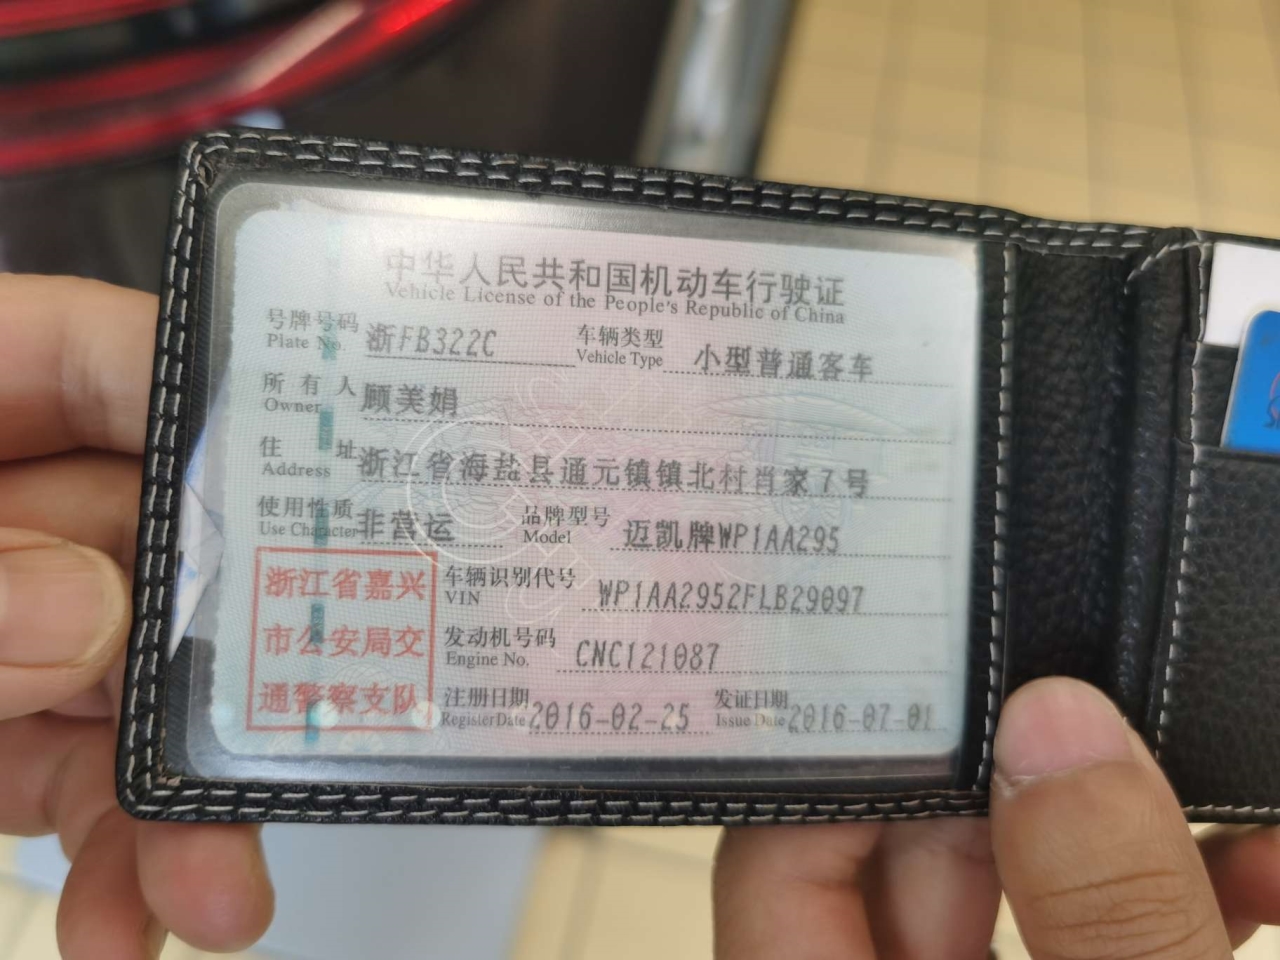 中华人民共和国机动车行驶证
Vehicle License of the People's Republic of China
号牌号码 浙FB322C 车辆类型 小型普通客车
Plate No. Vehicle Type
所有人 顾美娟
Owner
住址 浙江省海盐县通元镇镇北村肖家7号
Address
使用性质 非营运 品牌型号 迈凯牌WP1AA295
Use Character Model
浙江省嘉兴
市公安局交
通警察支队
车辆识别代号 WP1AA2952FLB29097
VIN
发动机号码 CNC121087
Engine No.
注册日期 2016-02-25 发证日期 2016-07-01
Register Date Issue Date